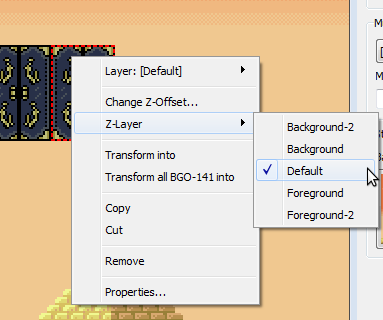 Layer: [Default]
Change Z-Offset...
Z-Layer
Transform into
Transform all BGO-141 into
Copy
Cut
Remove
Properties...
Background-2
Background
Default
Foreground
Foreground-2